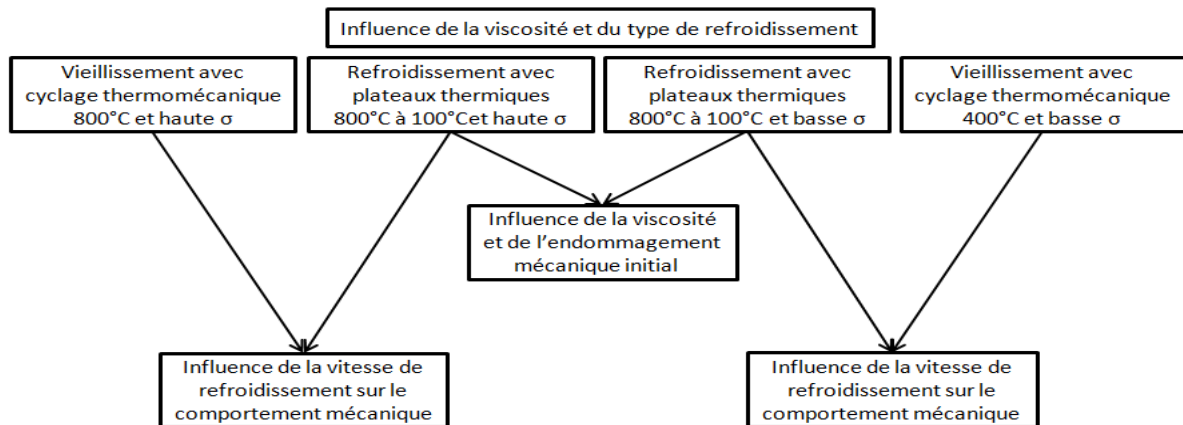 Influence de la viscosité et du type de refroidissement
Vieillissement avec
cyclage thermomécanique
800°C et haute σ
Refroidissement avec
plateaux thermiques
800°C à 100°Cet haute σ
Refroidissement avec
plateaux thermiques
800°C à 100°C et basse σ
Vieillissement avec
cyclage thermomécanique
400°C et basse σ
Influence de la viscosité
et de l’endommagement
mécanique initial
Influence de la vitesse de
refroidissement sur le
comportement mécanique
Influence de la vitesse de
refroidissement sur le
comportement mécanique